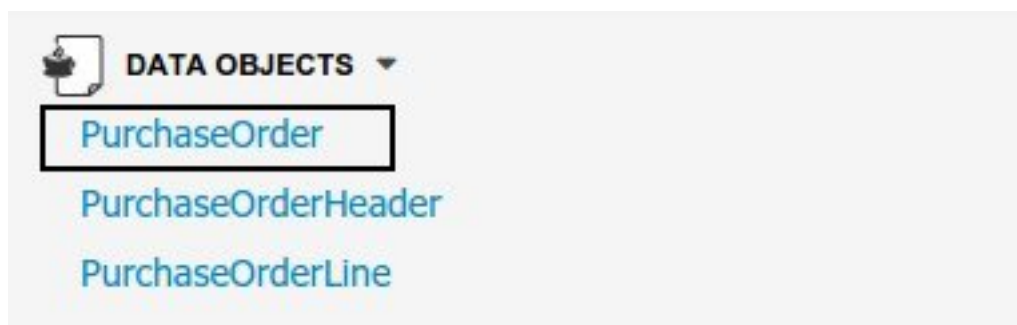 DATA OBJECTS
PurchaseOrder
PurchaseOrderHeader
PurchaseOrderLine